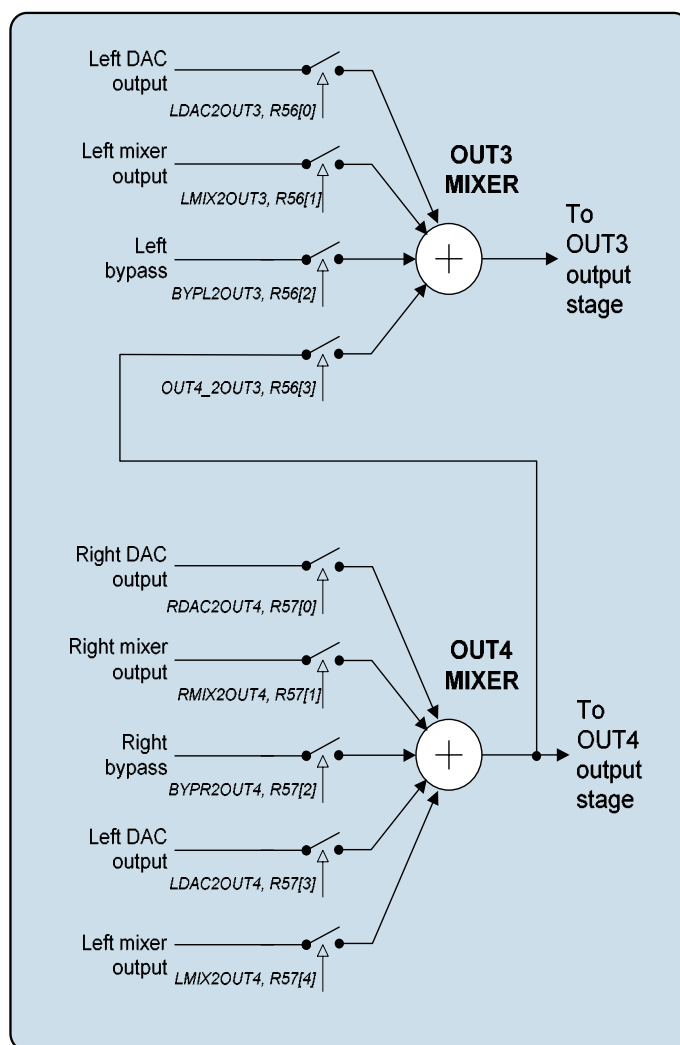 Left DAC
output
LDAC2OUT3, R56[0]
Left mixer
output
LMIX2OUT3, R56[1]
OUT3
MIXER
Left
bypass
BYPL2OUT3, R56[2]
To
OUT3
output
stage
OUT4_2OUT3, R56[3]
Right DAC
output
RDAC2OUT4, R57[0]
Right mixer
output
RMIX2OUT4, R57[1]
OUT4
MIXER
Right
bypass
BYPR2OUT4, R57[2]
To
OUT4
output
stage
Left DAC
output
LDAC2OUT4, R57[3]
Left mixer
output
LMIX2OUT4, R57[4]